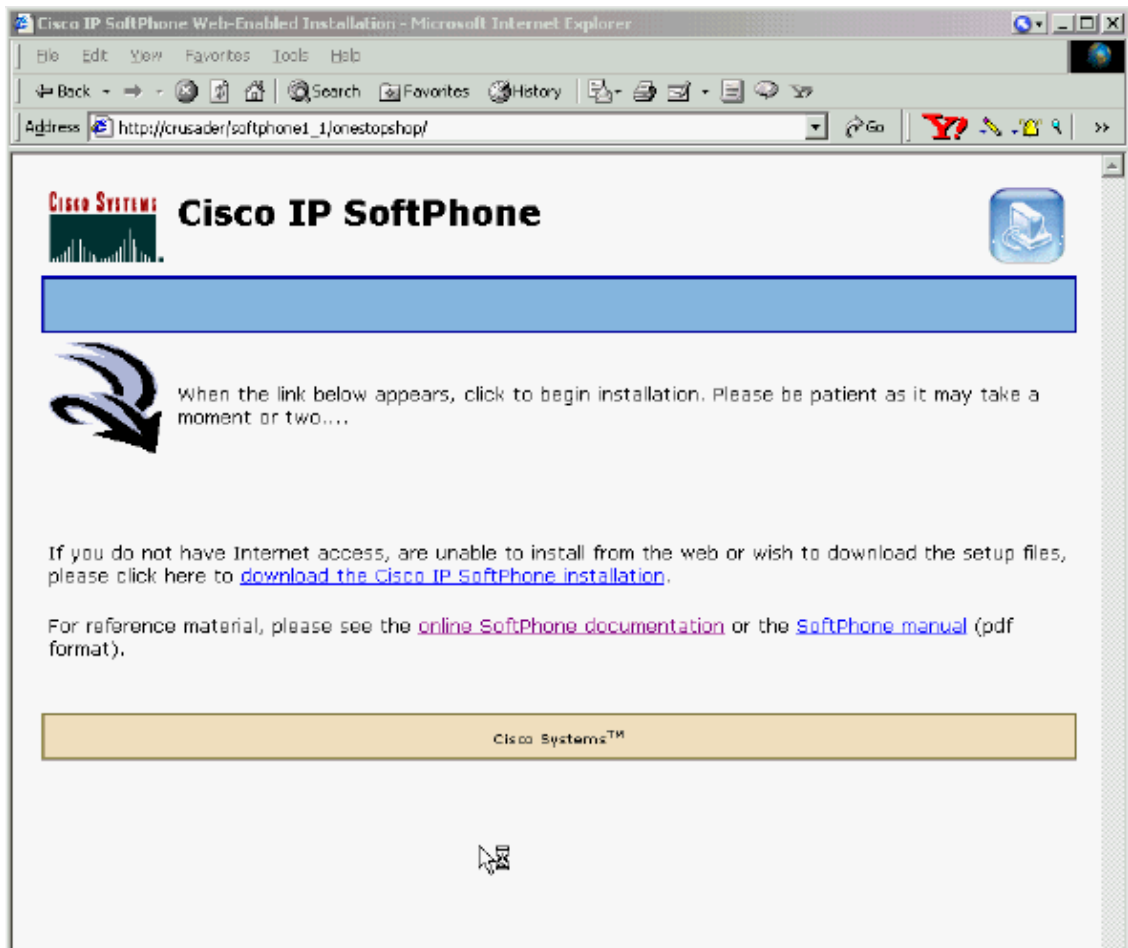 Cisco IP SoftPhone Web-Enabled Installation - Microsoft Internet Explorer
File Edit View Favorites Tools Help
Back Search Favorites History
Address http://crusader/softphone1_1/onestopshop/ Go Y? »
CISCO SYSTEMS
Cisco IP SoftPhone
When the link below appears, click to begin installation. Please be patient as it may take a
moment or two....
If you do not have Internet access, are unable to install from the web or wish to download the setup files,
please click here to download the Cisco IP SoftPhone installation.
For reference material, please see the online SoftPhone documentation or the SoftPhone manual (pdf
format).
Cisco Systems™